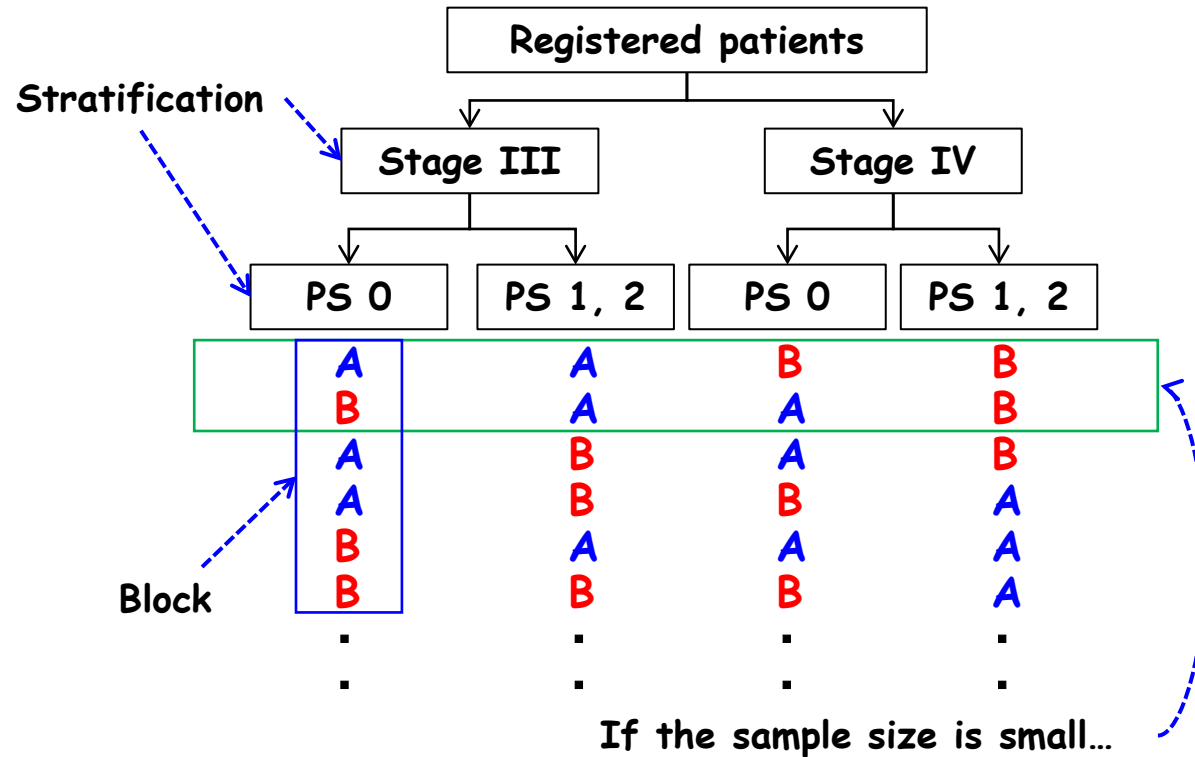 Registered patients
Stratification
Stage III Stage IV
PS 0 PS 1, 2 PS 0 PS 1, 2
A A B B
B A A B
A B B B
A B B A
B A A A
B B B A
Block
If the sample size is small…